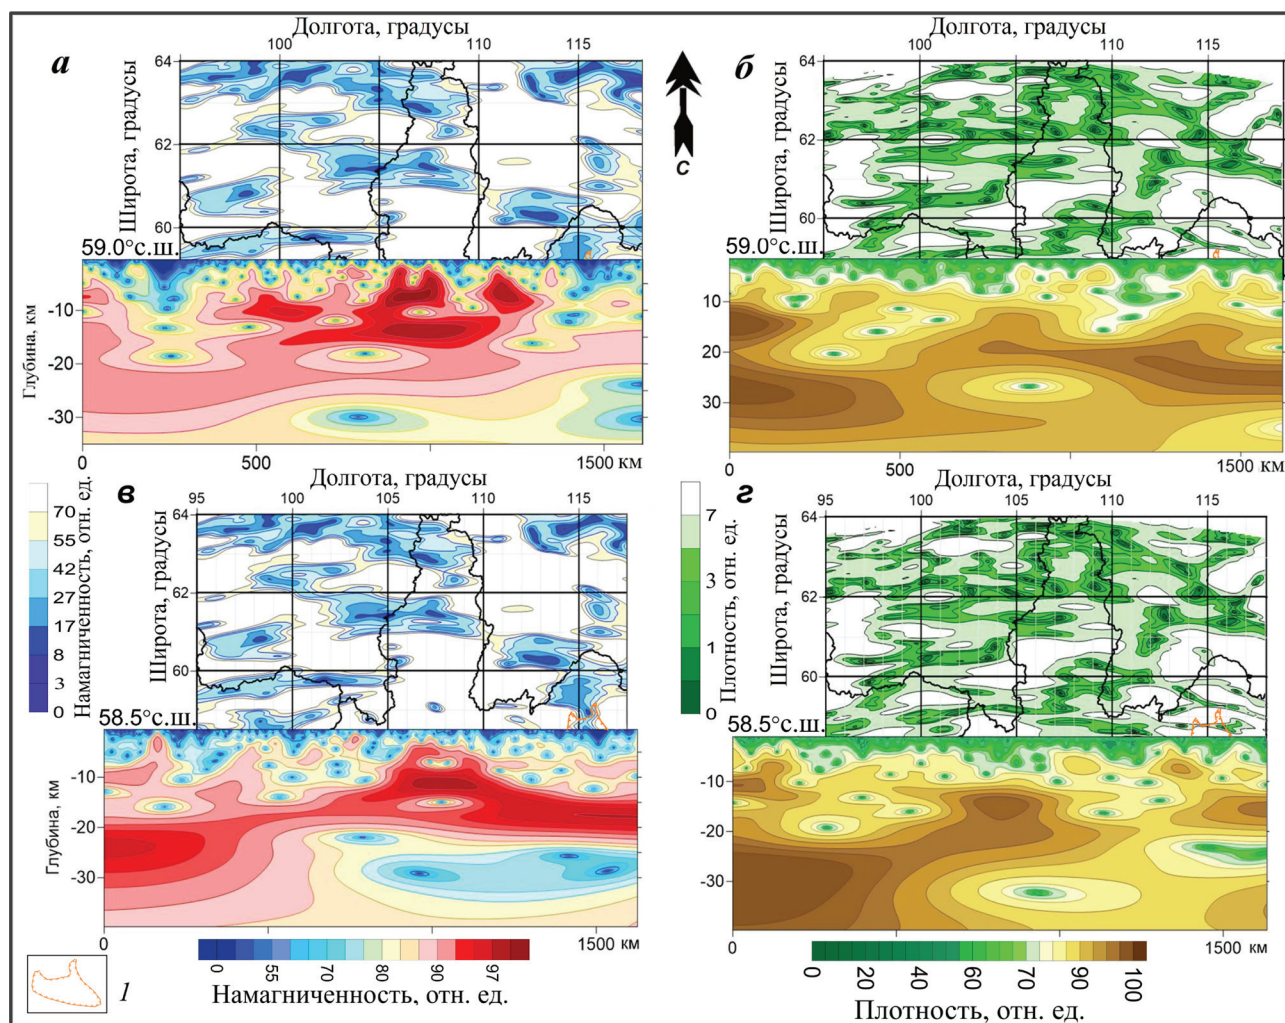 Долгота, градусы
100 110 115
а
64
62
60
Широта, градусы
59.0°с.ш.
-10
-20
-30
Глубина, км
0 500 1500 км
С
Долгота, градусы
100 110 115
б
64
62
60
Широта, градусы
59.0°с.ш.
10
20
30
0 500 1000 1500 км
70
55
42
27
17
8
3
0
Намагниченность, отн. ед.
в
Долгота, градусы
95 100 105 110 115
64
62
60
Широта, градусы
58.5°с.ш.
-10
-20
-30
Глубина, км
0 1500 км
7
3
1
0
Плотность, отн. ед.
г
Долгота, градусы
95 100 105 110 115
64
62
60
Широта, градусы
58.5°с.ш.
-10
-20
-30
0 1500 км
1
0 55 70 80 90 97
Намагниченность, отн. ед.
0 20 40 60 70 90 100
Плотность, отн. ед.